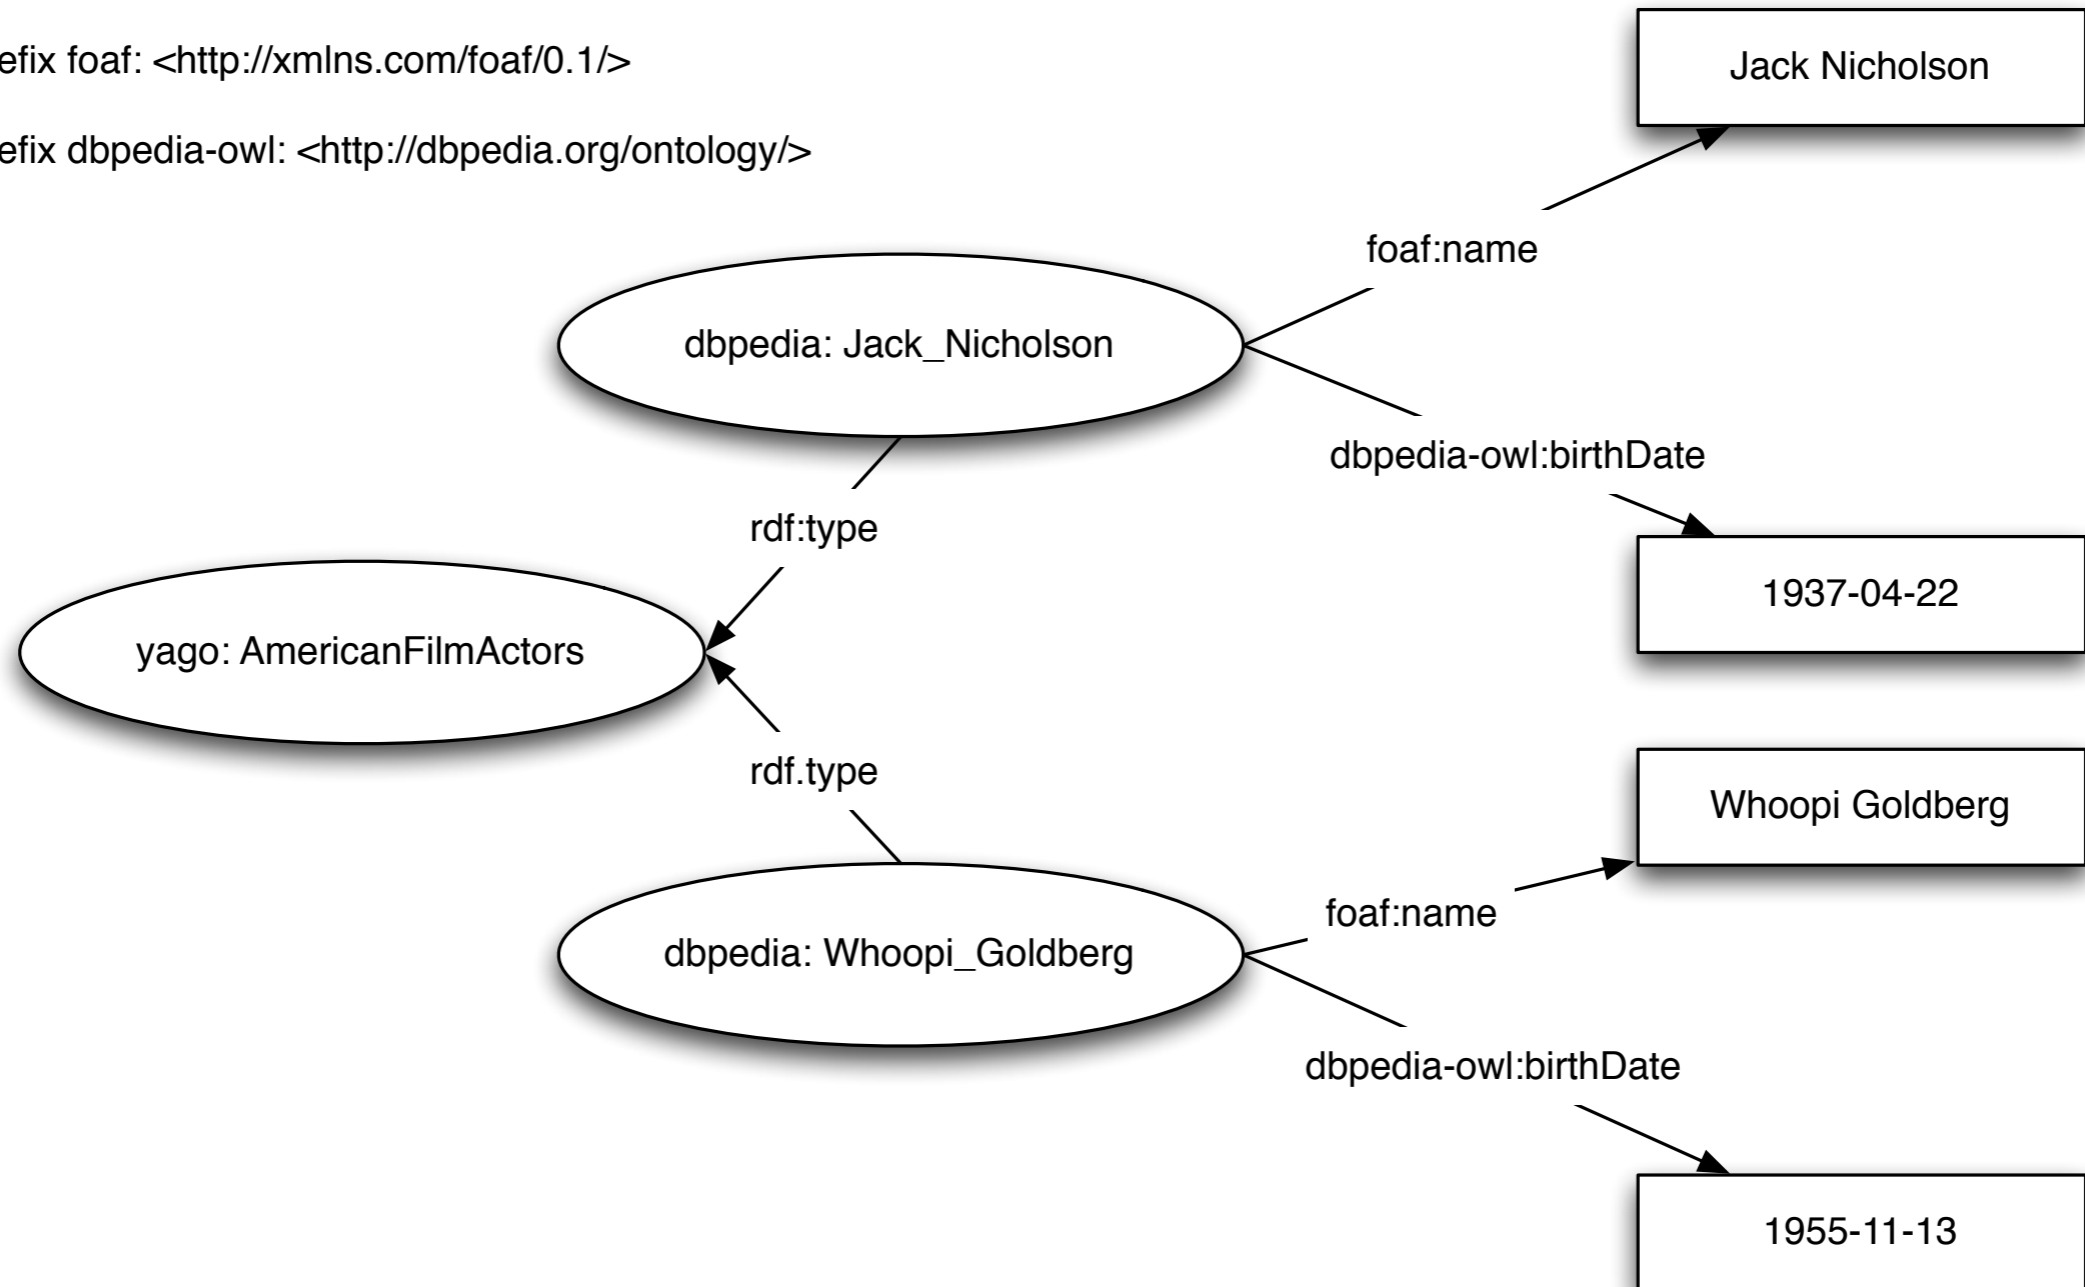 efix foaf: <http://xmlns.com/foaf/0.1/>
efix dbpedia-owl: <http://dbpedia.org/ontology/>
Jack Nicholson
foaf:name
dbpedia: Jack_Nicholson
dbpedia-owl:birthDate
rdf:type
1937-04-22
yago: AmericanFilmActors
rdf.type
Whoopi Goldberg
foaf:name
dbpedia: Whoopi_Goldberg
dbpedia-owl:birthDate
1955-11-13